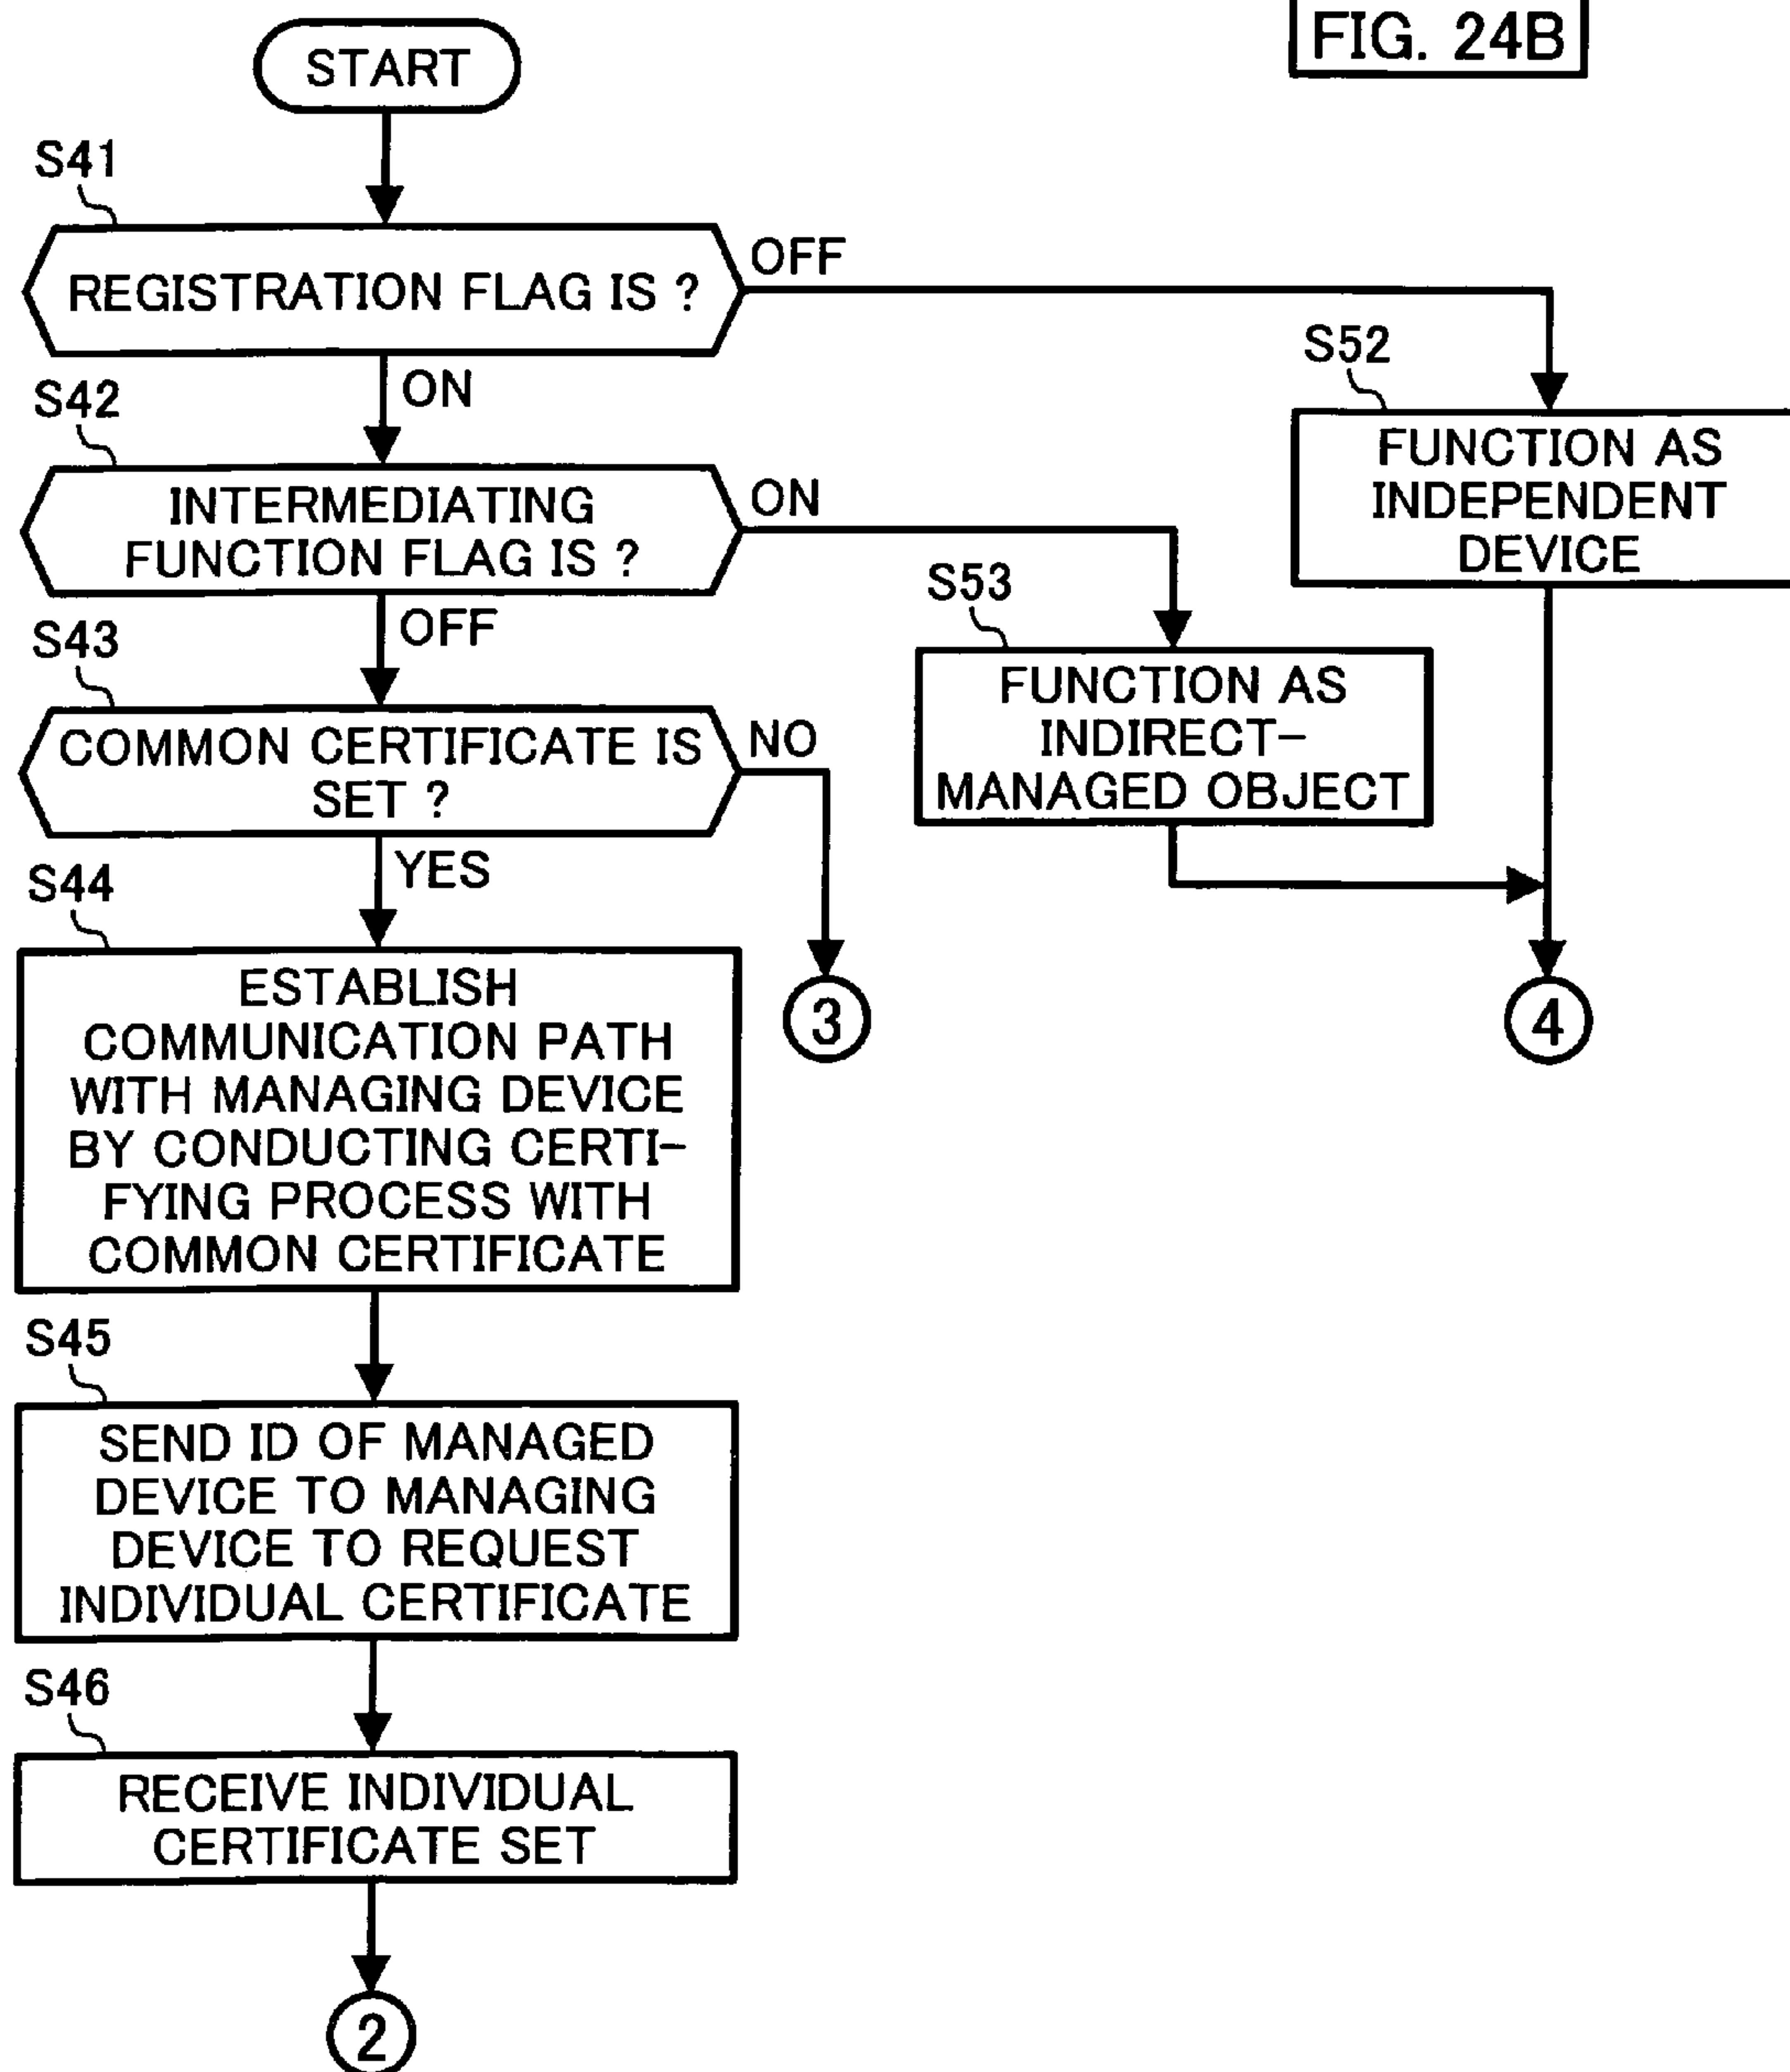 FIG. 24B
START
S41
REGISTRATION FLAG IS ?
OFF
ON
S42
INTERMEDIATING
FUNCTION FLAG IS ?
ON
OFF
S43
COMMON CERTIFICATE IS
SET ?
NO
YES
S52
FUNCTION AS
INDEPENDENT
DEVICE
S53
FUNCTION AS
INDIRECT-
MANAGED OBJECT
3
4
S44
ESTABLISH
COMMUNICATION PATH
WITH MANAGING DEVICE
BY CONDUCTING CERTI-
FYING PROCESS WITH
COMMON CERTIFICATE
S45
SEND ID OF MANAGED
DEVICE TO MANAGING
DEVICE TO REQUEST
INDIVIDUAL CERTIFICATE
S46
RECEIVE INDIVIDUAL
CERTIFICATE SET
2